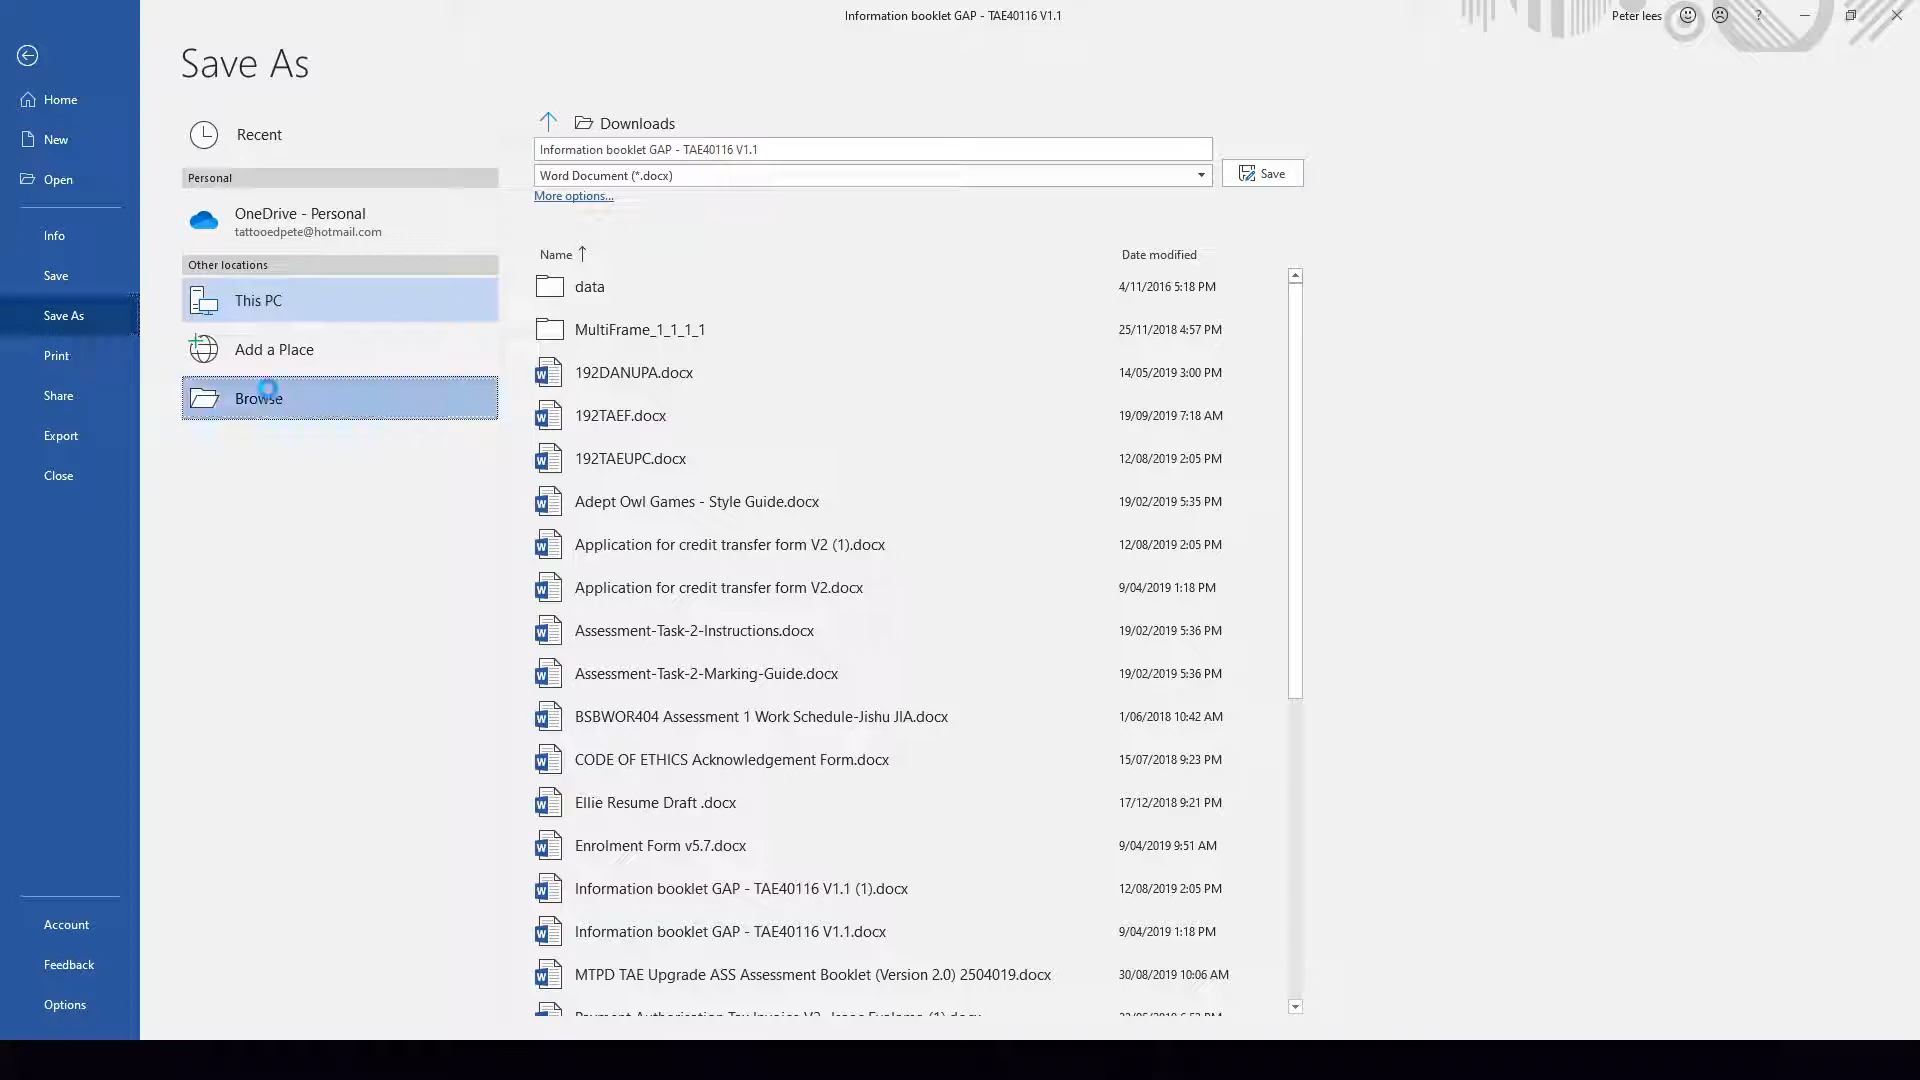 Information booklet GAP - TAE40116 V1.1
Peter lees
?
Save As
Home
New
Open
Info
Save
Save As
Print
Share
Export
Close
Account
Feedback
Options
Recent
Personal
OneDrive - Personal
tattooedpete@hotmail.com
Other locations
This PC
Add a Place
Browse
Downloads
Information booklet GAP - TAE40116 V1.1
Word Document (*.docx)
Save
More options...
Name Date modified
data 4/11/2016 5:18 PM
MultiFrame_1_1_1_1 25/11/2018 4:57 PM
192DANUPA.docx 14/05/2019 3:00 PM
192TAEF.docx 19/09/2019 7:18 AM
192TAEUPC.docx 12/08/2019 2:05 PM
Adept Owl Games - Style Guide.docx 19/02/2019 5:35 PM
Application for credit transfer form V2 (1).docx 12/08/2019 2:05 PM
Application for credit transfer form V2.docx 9/04/2019 1:18 PM
Assessment-Task-2-Instructions.docx 19/02/2019 5:36 PM
Assessment-Task-2-Marking-Guide.docx 19/02/2019 5:36 PM
BSBWOR404 Assessment 1 Work Schedule-Jishu JIA.docx 1/06/2018 10:42 AM
CODE OF ETHICS Acknowledgement Form.docx 15/07/2018 9:23 PM
Ellie Resume Draft .docx 17/12/2018 9:21 PM
Enrolment Form v5.7.docx 9/04/2019 9:51 AM
Information booklet GAP - TAE40116 V1.1 (1).docx 12/08/2019 2:05 PM
Information booklet GAP - TAE40116 V1.1.docx 9/04/2019 1:18 PM
MTPD TAE Upgrade ASS Assessment Booklet (Version 2.0) 2504019.docx 30/08/2019 10:06 AM